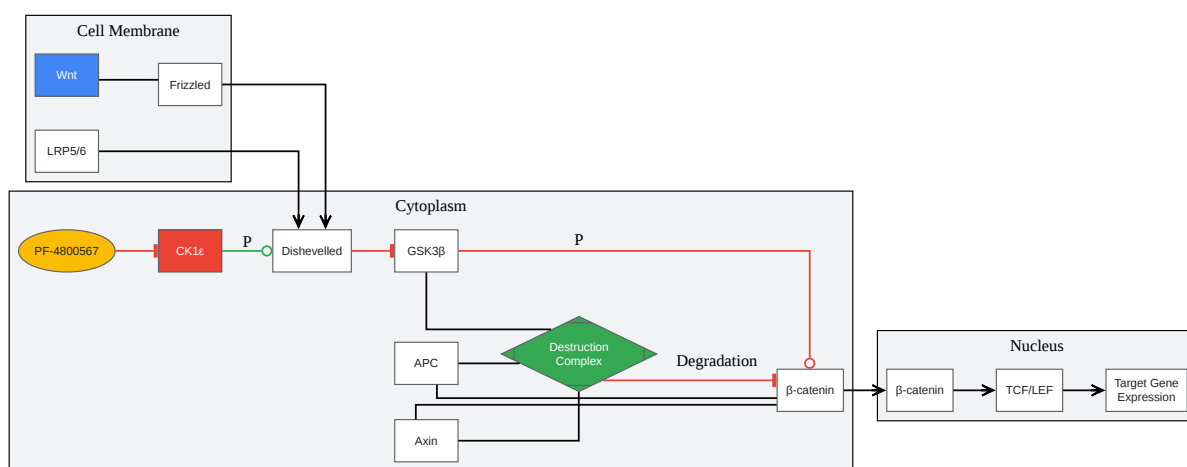 Cell Membrane
Wnt
Frizzled
LRP5/6
Cytoplasm
PF-4800567
CK1ε
P
Dishevelled
GSK3β
P
Destruction
Complex
APC
Degradation
β-catenin
Axin
Nucleus
β-catenin
TCF/LEF
Target Gene
Expression